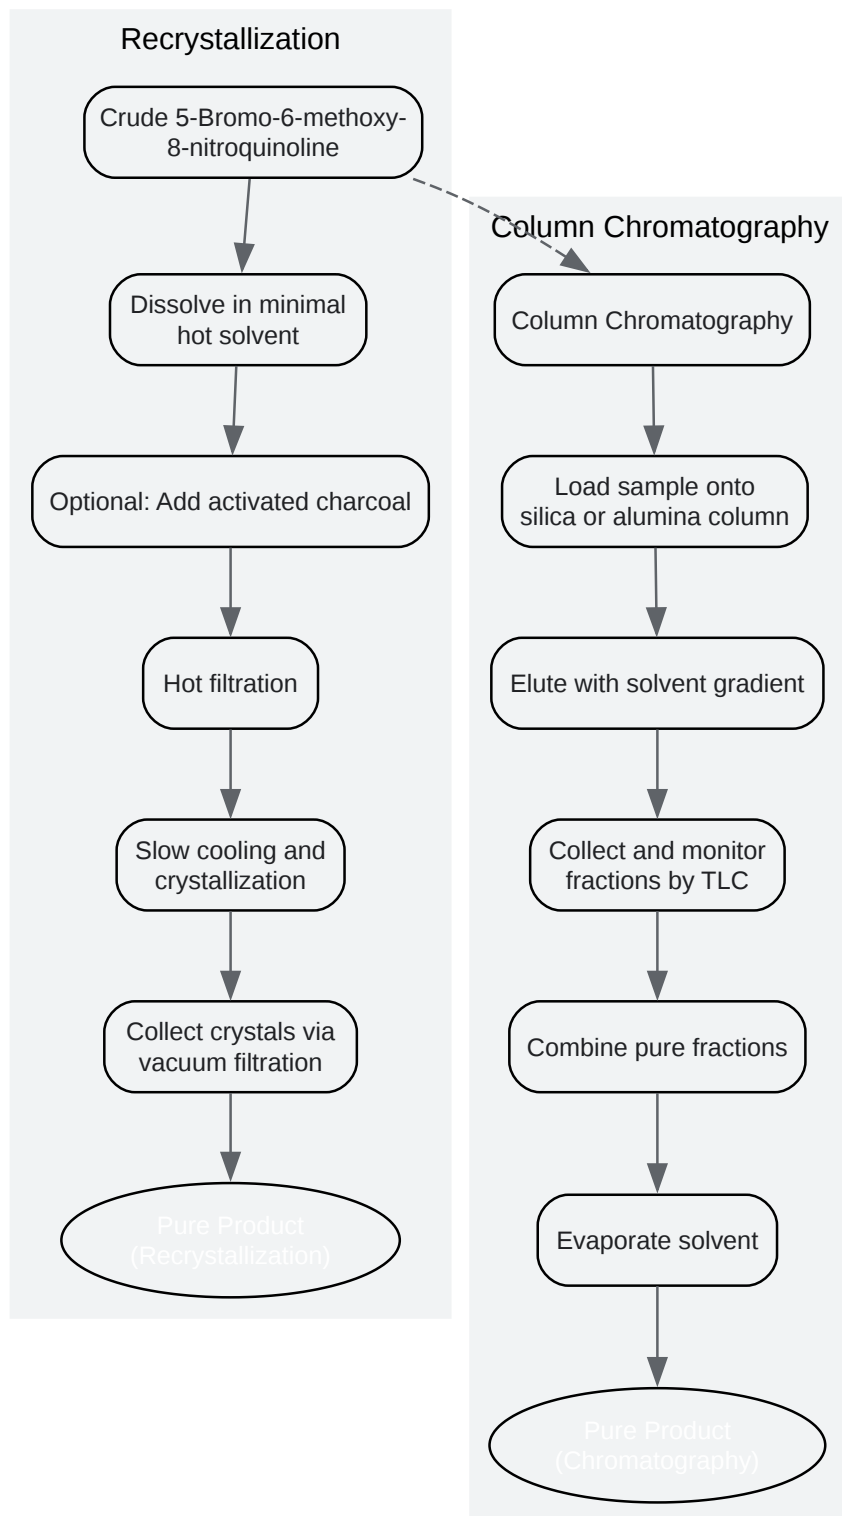 Recrystallization
Crude 5-Bromo-6-methoxy-
8-nitroquinoline
Dissolve in minimal
hot solvent
Optional: Add activated charcoal
Hot filtration
Slow cooling and
crystallization
Collect crystals via
vacuum filtration
Pure Product
(Recrystallization)
Column Chromatography
Column Chromatography
Load sample onto
silica or alumina column
Elute with solvent gradient
Collect and monitor
fractions by TLC
Combine pure fractions
Evaporate solvent
Pure Product
(Chromatography)